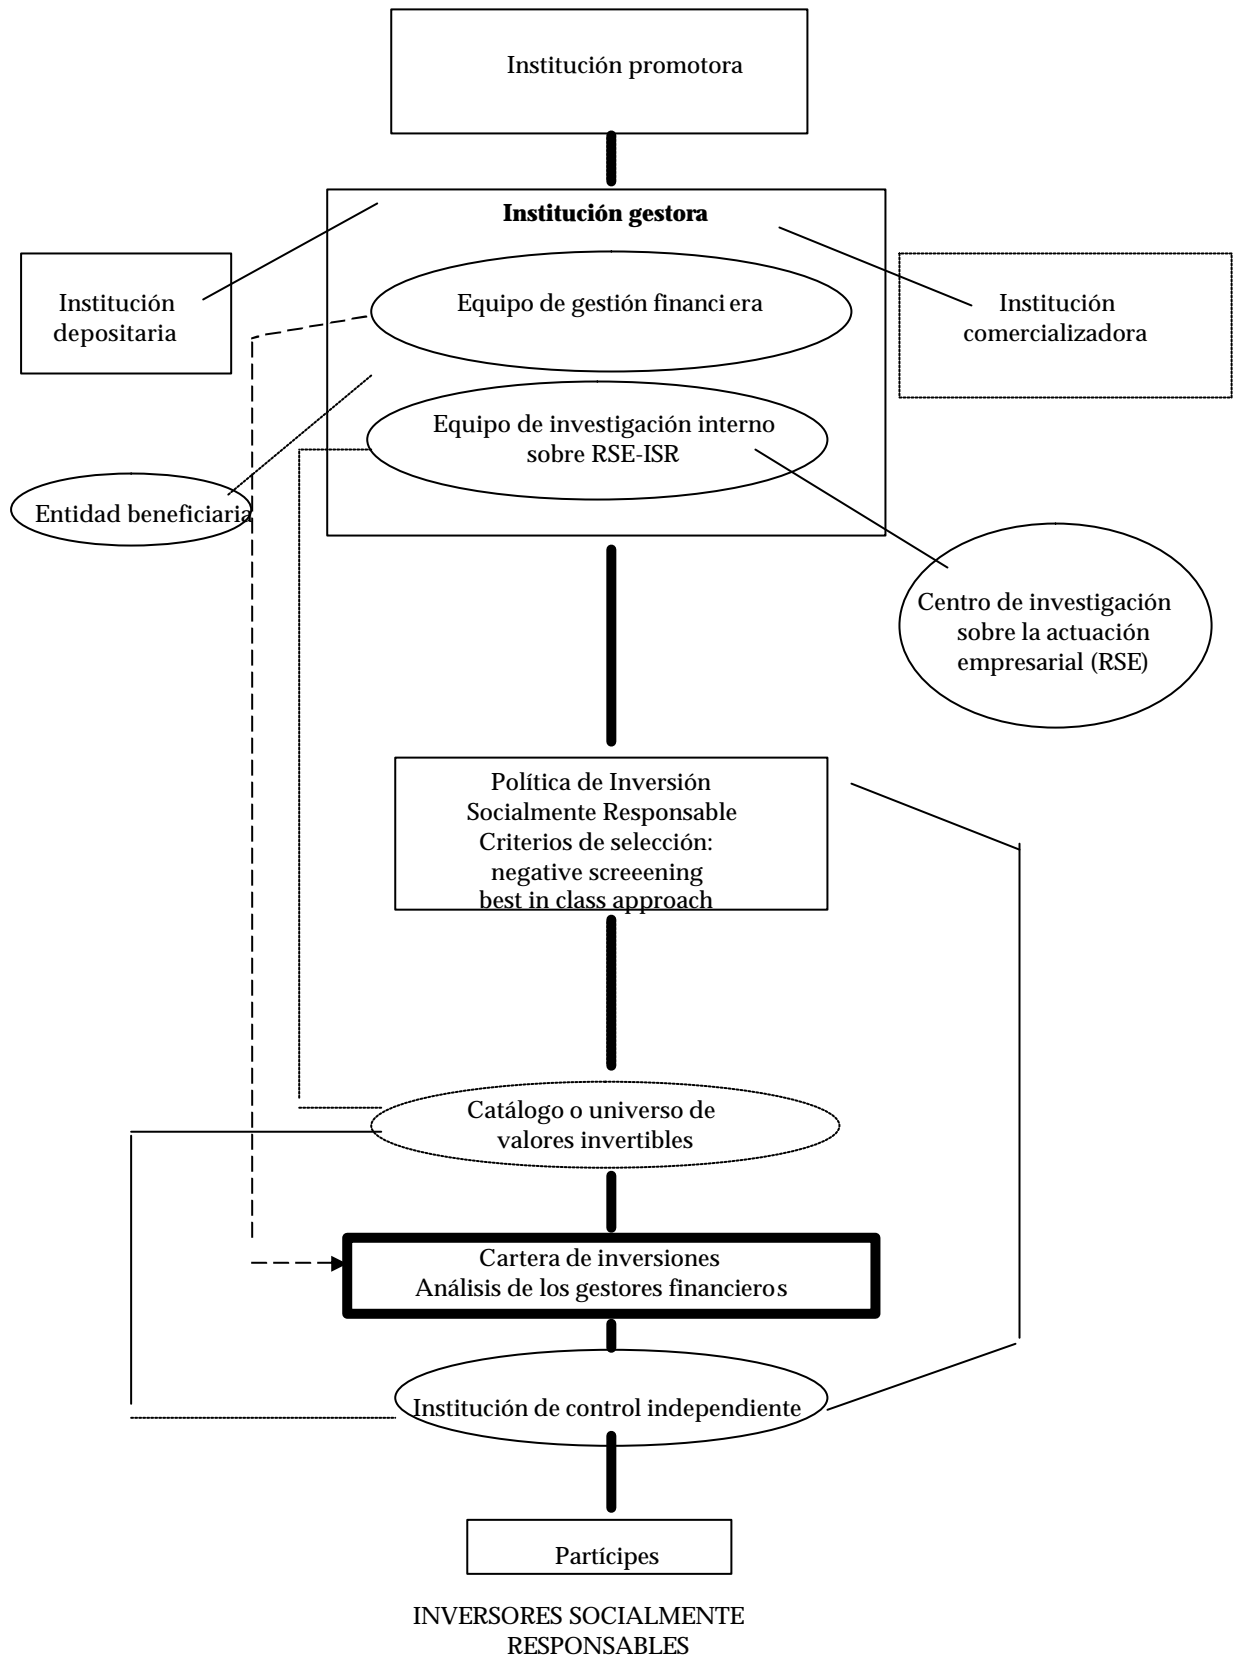 Institución promotora
Institución gestora
Institución
depositaria
Equipo de gestión financi era
Institución
comercializadora
Equipo de investigación interno
sobre RSE-ISR
Entidad beneficiaria
Centro de investigación
sobre la actuación
empresarial (RSE)
Política de Inversión
Socialmente Responsable
Criterios de selección:
negative screeening
best in class approach
Catálogo o universo de
valores invertibles
Cartera de inversiones
Análisis de los gestores financieros
Institución de control independiente
Partícipes
INVERSORES SOCIALMENTE
RESPONSABLES